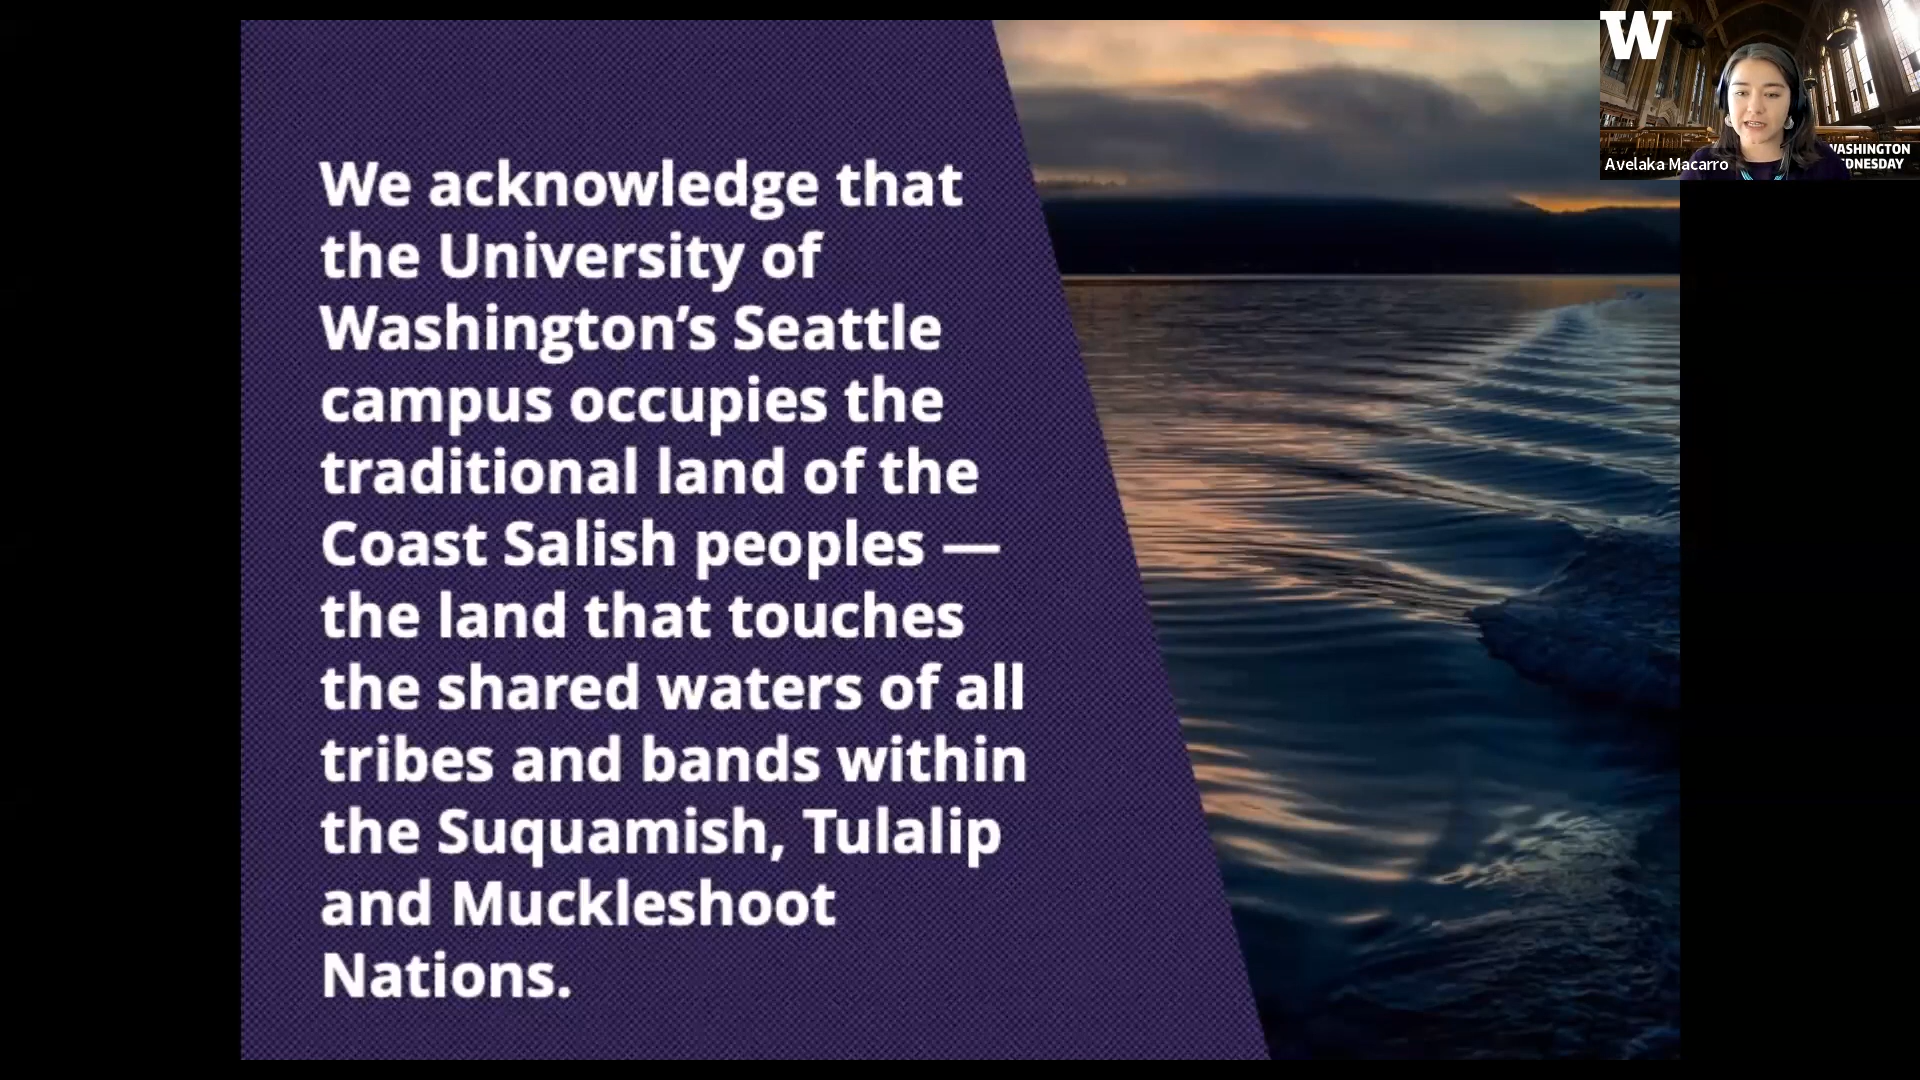 We acknowledge that
the University of
Washington’s Seattle
campus occupies the
traditional land of the
Coast Salish peoples —
the land that touches
the shared waters of all
tribes and bands within
the Suquamish, Tulalip
and Muckleshoot
Nations.
W
Avelaka Macarro
WASHINGTON
DNESDAY